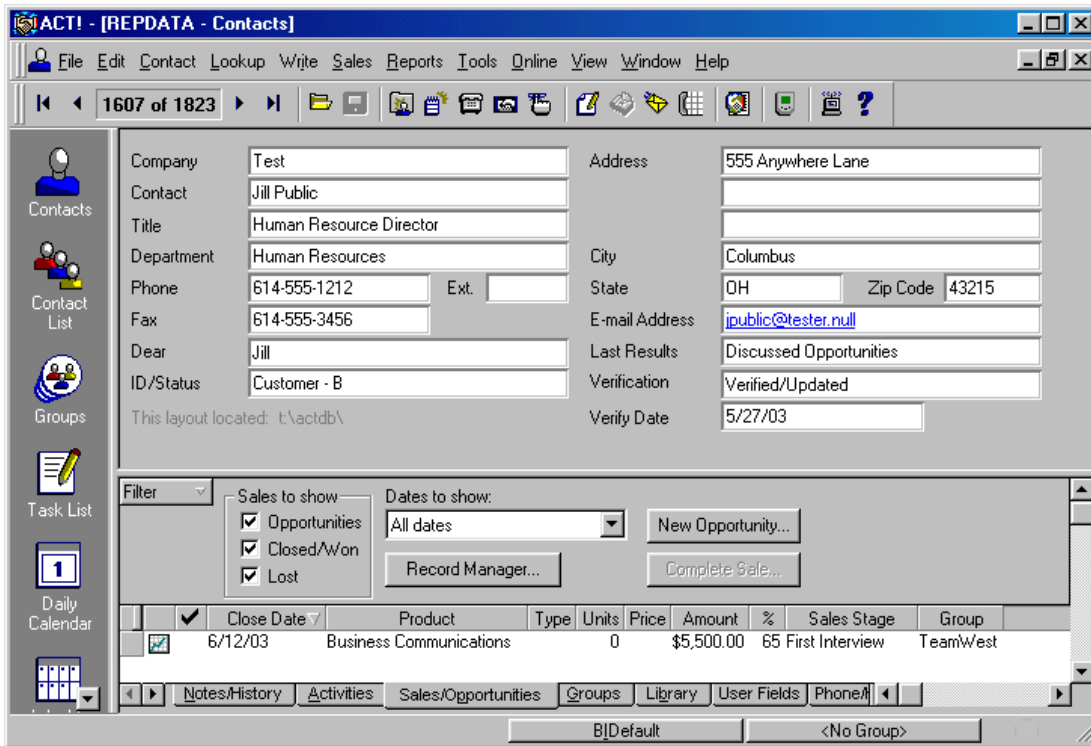 ACT! - [REPDATA - Contacts]
File Edit Contact Lookup Write Sales Reports Tools Online View Window Help
1607 of 1823
Contacts
Contact List
Groups
Task List
1
Daily Calendar
Company Test
Contact Jill Public
Title Human Resource Director
Department Human Resources
Phone 614-555-1212 Ext.
Fax 614-555-3456
Dear Jill
ID/Status Customer - B
This layout located: t:\actdb\
Address 555 Anywhere Lane
City Columbus
State OH Zip Code 43215
E-mail Address jpublic@tester.null
Last Results Discussed Opportunities
Verification Verified/Updated
Verify Date 5/27/03
Filter
Sales to show
Opportunities
Closed/Won
Lost
Dates to show:
All dates
Record Manager...
New Opportunity...
Complete Sale...
Close Date Product Type Units Price Amount % Sales Stage Group
6/12/03 Business Communications 0 $5,500.00 65 First Interview TeamWest
Notes/History Activities Sales/Opportunities Groups Library User Fields
BIDefault <No Group>